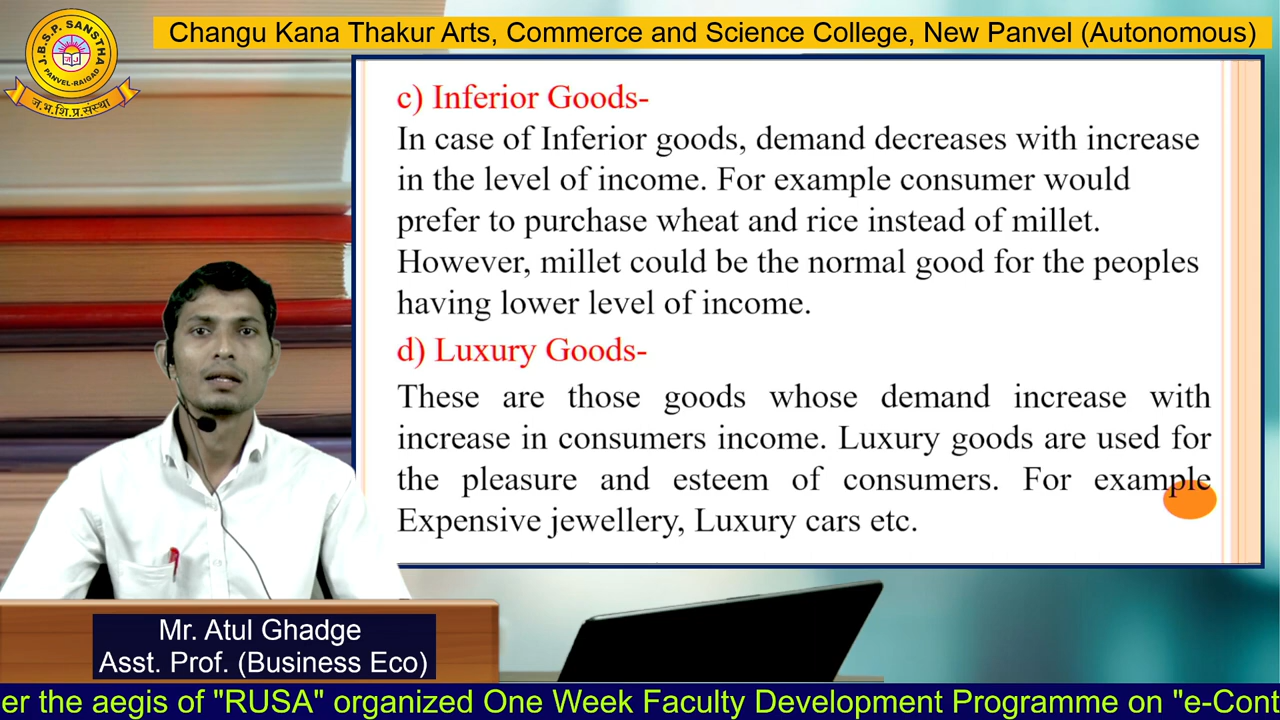 J.B.S.P. SANSTHA
PANVEL-RAIGAD
ज.भ.शि.प्र.संस्था
Changu Kana Thakur Arts, Commerce and Science College, New Panvel (Autonomous)
c) Inferior Goods-
In case of Inferior goods, demand decreases with increase
in the level of income. For example consumer would
prefer to purchase wheat and rice instead of millet.
However, millet could be the normal good for the peoples
having lower level of income.
d) Luxury Goods-
These are those goods whose demand increase with
increase in consumers income. Luxury goods are used for
the pleasure and esteem of consumers. For example
Expensive jewellery, Luxury cars etc.
Mr. Atul Ghadge
Asst. Prof. (Business Eco)
er the aegis of "RUSA" organized One Week Faculty Development Programme on "e-Cont